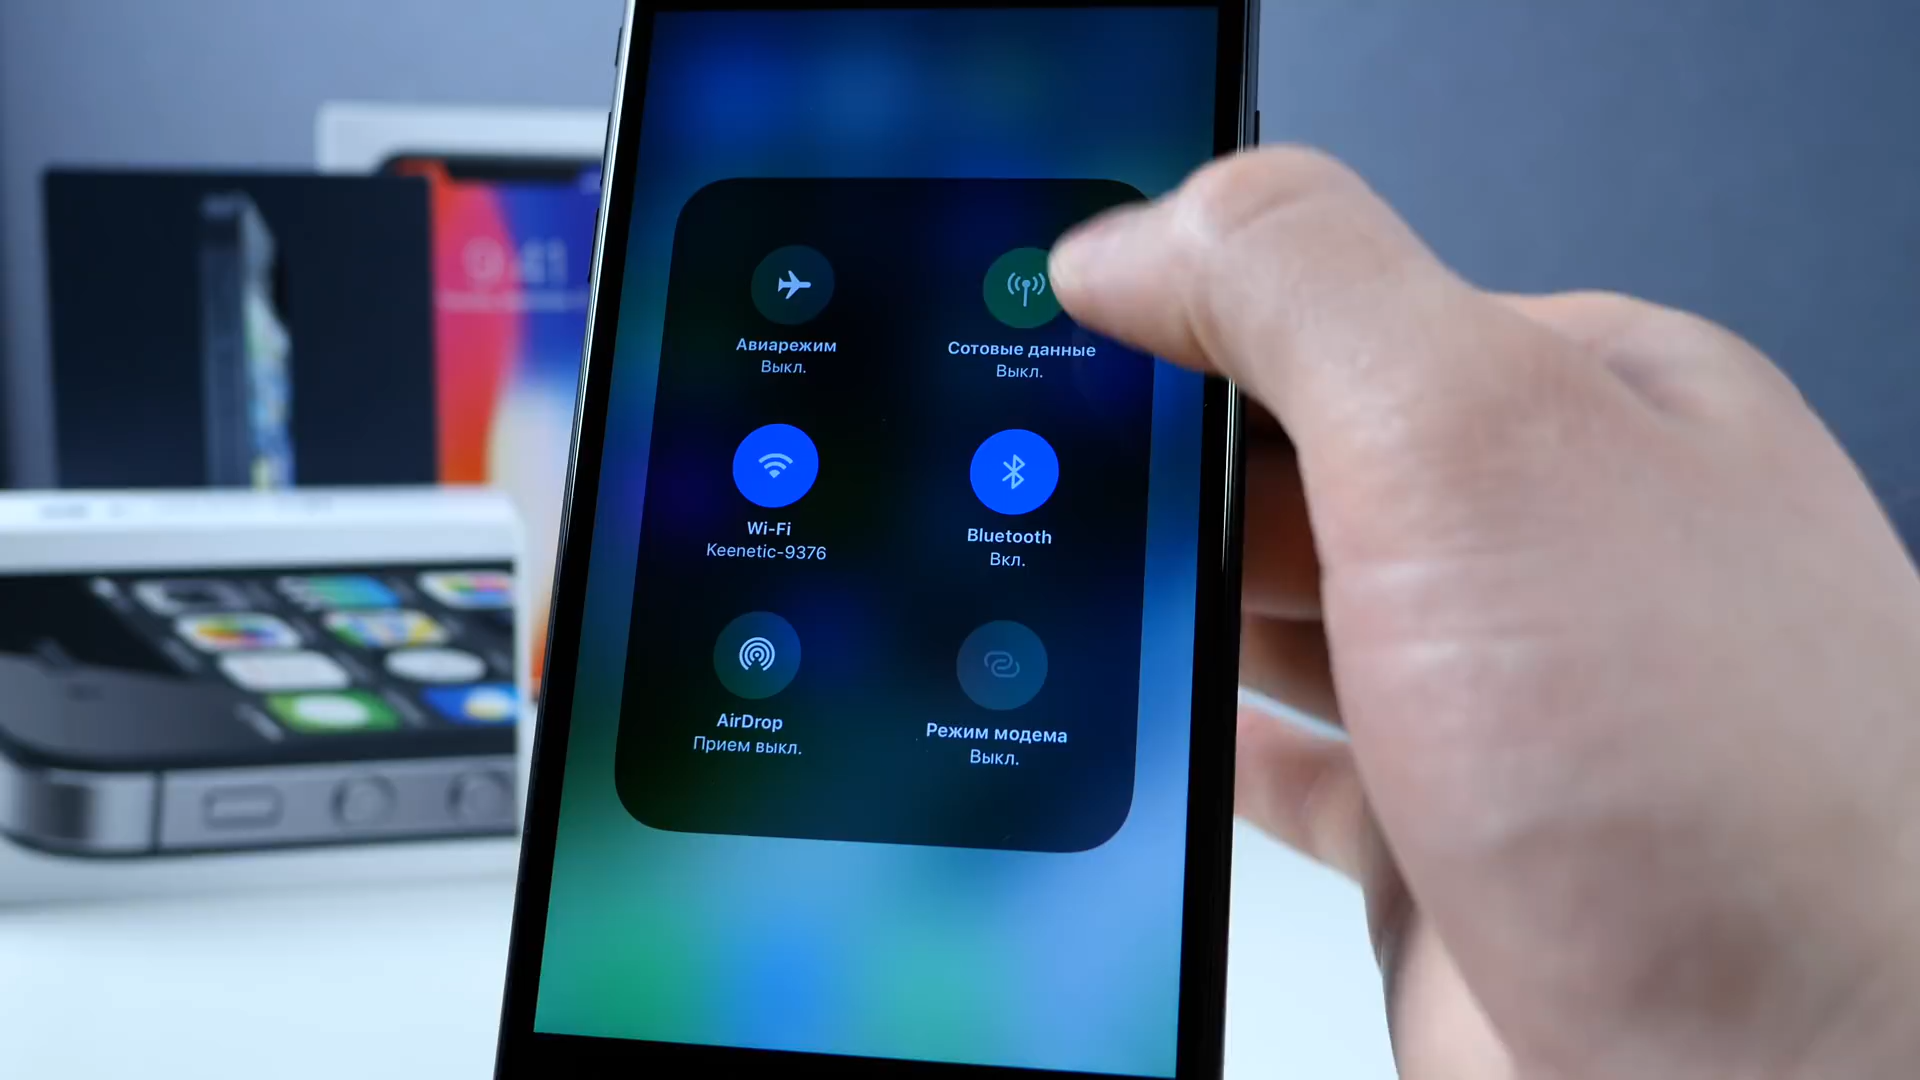 Авиарежим
Выкл.
Сотовые данные
Выкл.
Wi-Fi
Keenetic-9376
Bluetooth
Вкл.
AirDrop
Прием выкл.
Режим модема
Выкл.